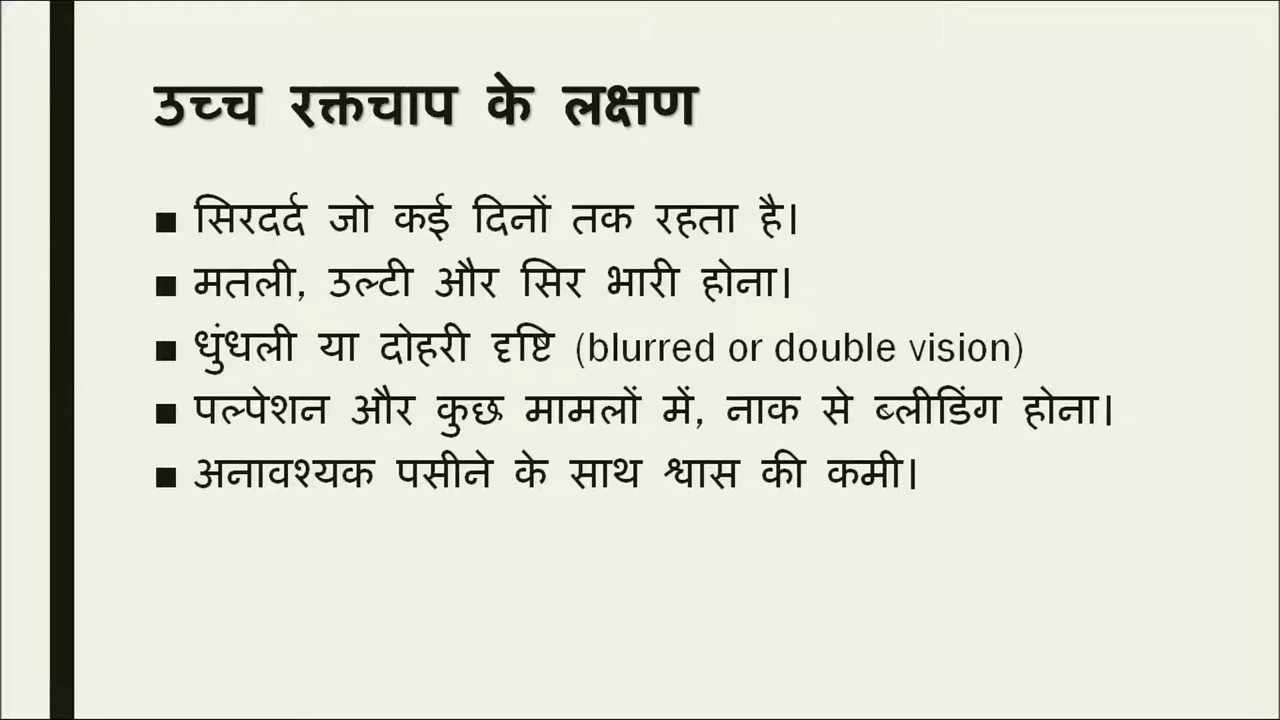 उच्च रक्तचाप के लक्षण
■ सिरदर्द जो कई दिनों तक रहता है।
■ मतली, उल्टी और सिर भारी होना।
■ धुंधली या दोहरी दृष्टि (blurred or double vision)
■ पल्पेशन और कुछ मामलों में, नाक से ब्लीडिंग होना।
■ अनावश्यक पसीने के साथ श्वास की कमी।